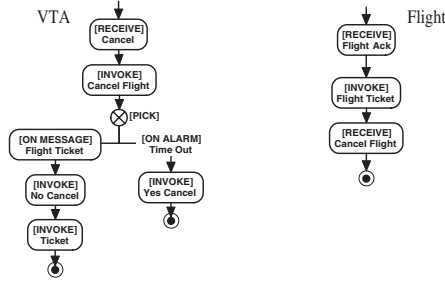 VTA
[RECEIVE]
Cancel
[INVOKE]
Cancel Flight
[PICK]
[ON MESSAGE]
Flight Ticket
[ON ALARM]
Time Out
[INVOKE]
No Cancel
[INVOKE]
Yes Cancel
[INVOKE]
Ticket
Flight
[RECEIVE]
Flight Ack
[INVOKE]
Flight Ticket
[RECEIVE]
Cancel Flight